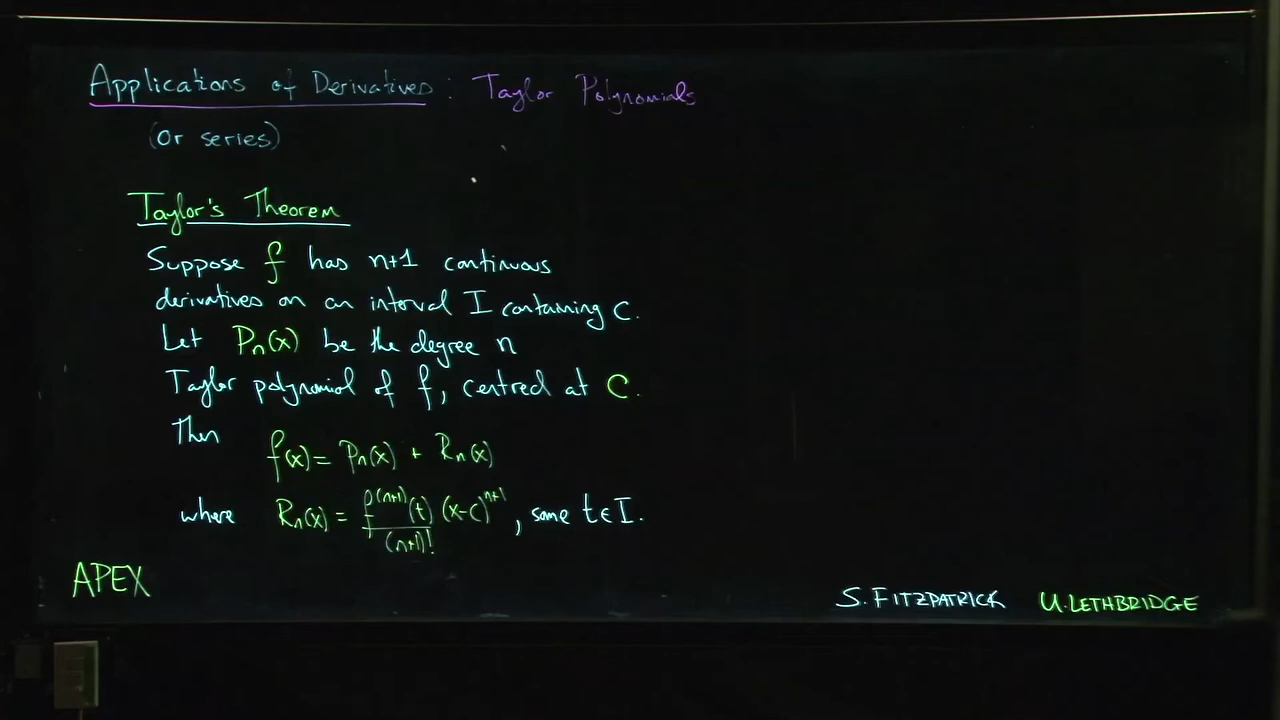 Applications of Derivatives: Taylor Polynomials
(Or series)
Taylor's Theorem
Suppose f has n+1 continuous
derivatives on an interval I containing c.
Let Pn(x) be the degree n
Taylor polynomial of f, centred at C.
Then
f(x) = Pn(x) + Rn(x)
where Rn(x) = f^(n+1)(t)/(n+1)! (x-c)^n+1, some t∈I.
APEX
S. FITZPATRICK U. LETHBRIDGE